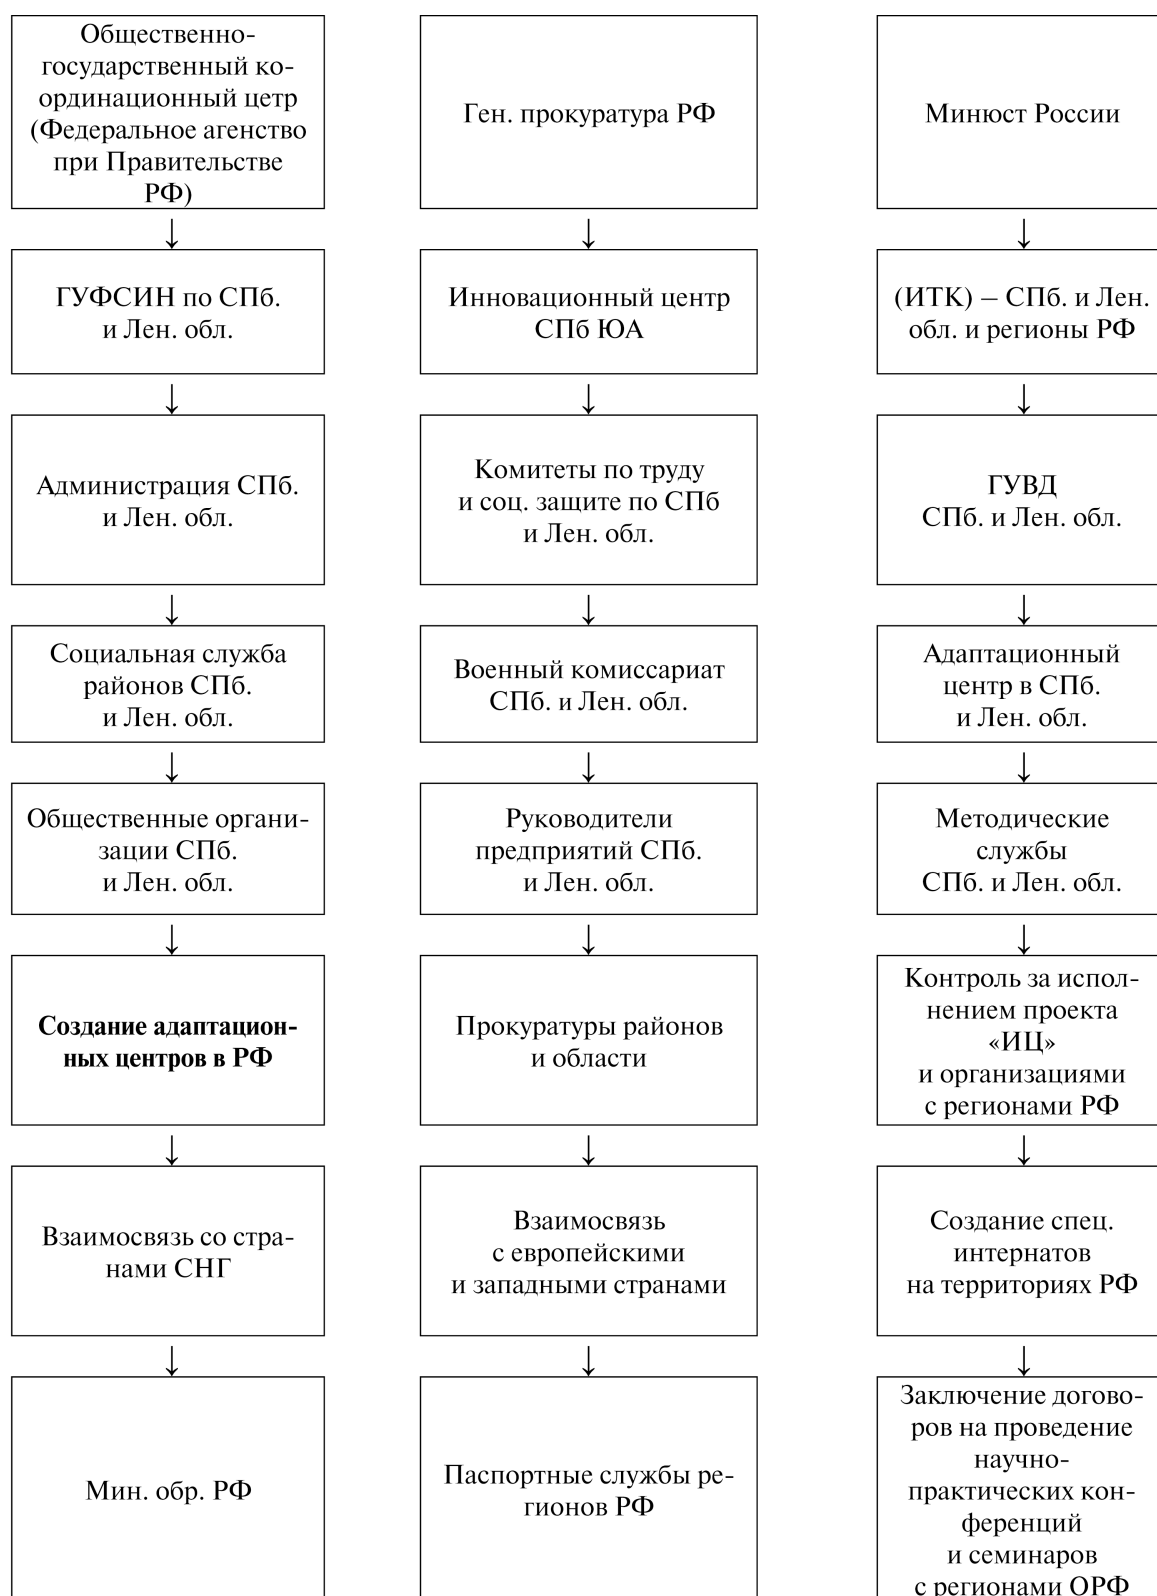 Общественно-
государственный ко-
ординационный цетр
(Федеральное агенство
при Правительстве
РФ)
Ген. прокуратура РФ
Минюст России
ГУФСИН по СПб.
и Лен. обл.
Инновационный центр
СПб ЮА
(ИТК) – СПб. и Лен.
обл. и регионы РФ
Администрация СПб.
и Лен. обл.
Комитеты по труду
и соц. защите по СПб
и Лен. обл.
ГУВД
СПб. и Лен. обл.
Социальная служба
районов СПб.
и Лен. обл.
Военный комиссариат
СПб. и Лен. обл.
Адаптационный
центр в СПб.
и Лен. обл.
Общественные органи-
зации СПб.
и Лен. обл.
Руководители
предприятий СПб.
и Лен. обл.
Методические
службы
СПб. и Лен. обл.
Создание адаптацион-
ных центров в РФ
Прокуратуры районов
и области
Контроль за испол-
нением проекта
«ИЦ»
и организациями
с регионами РФ
Взаимосвязь со стра-
нами СНГ
Взаимосвязь
с европейскими
и западными странами
Создание спец.
интернатов
на территориях РФ
Мин. обр. РФ
Паспортные службы ре-
гионов РФ
Заключение догово-
ров на проведение
научно-
практических кон-
ференций
и семинаров
с регионами ОРФ